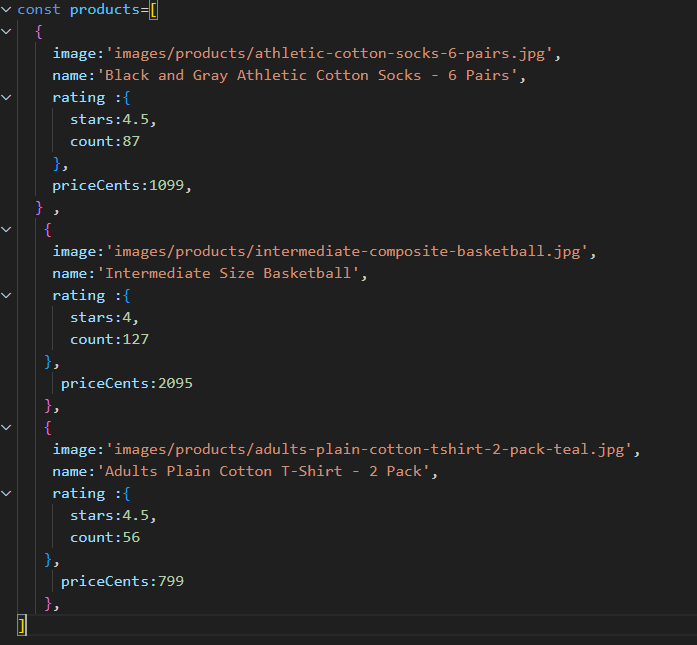 const products=[
{
image:'images/products/athletic-cotton-socks-6-pairs.jpg',
name:'Black and Gray Athletic Cotton Socks - 6 Pairs',
rating :{
stars:4.5,
count:87
},
priceCents:1099,
} ,
{
image:'images/products/intermediate-composite-basketball.jpg',
name:'Intermediate Size Basketball',
rating :{
stars:4,
count:127
},
priceCents:2095
},
{
image:'images/products/adults-plain-cotton-tshirt-2-pack-teal.jpg',
name:'Adults Plain Cotton T-Shirt - 2 Pack',
rating :{
stars:4.5,
count:56
},
priceCents:799
},
]